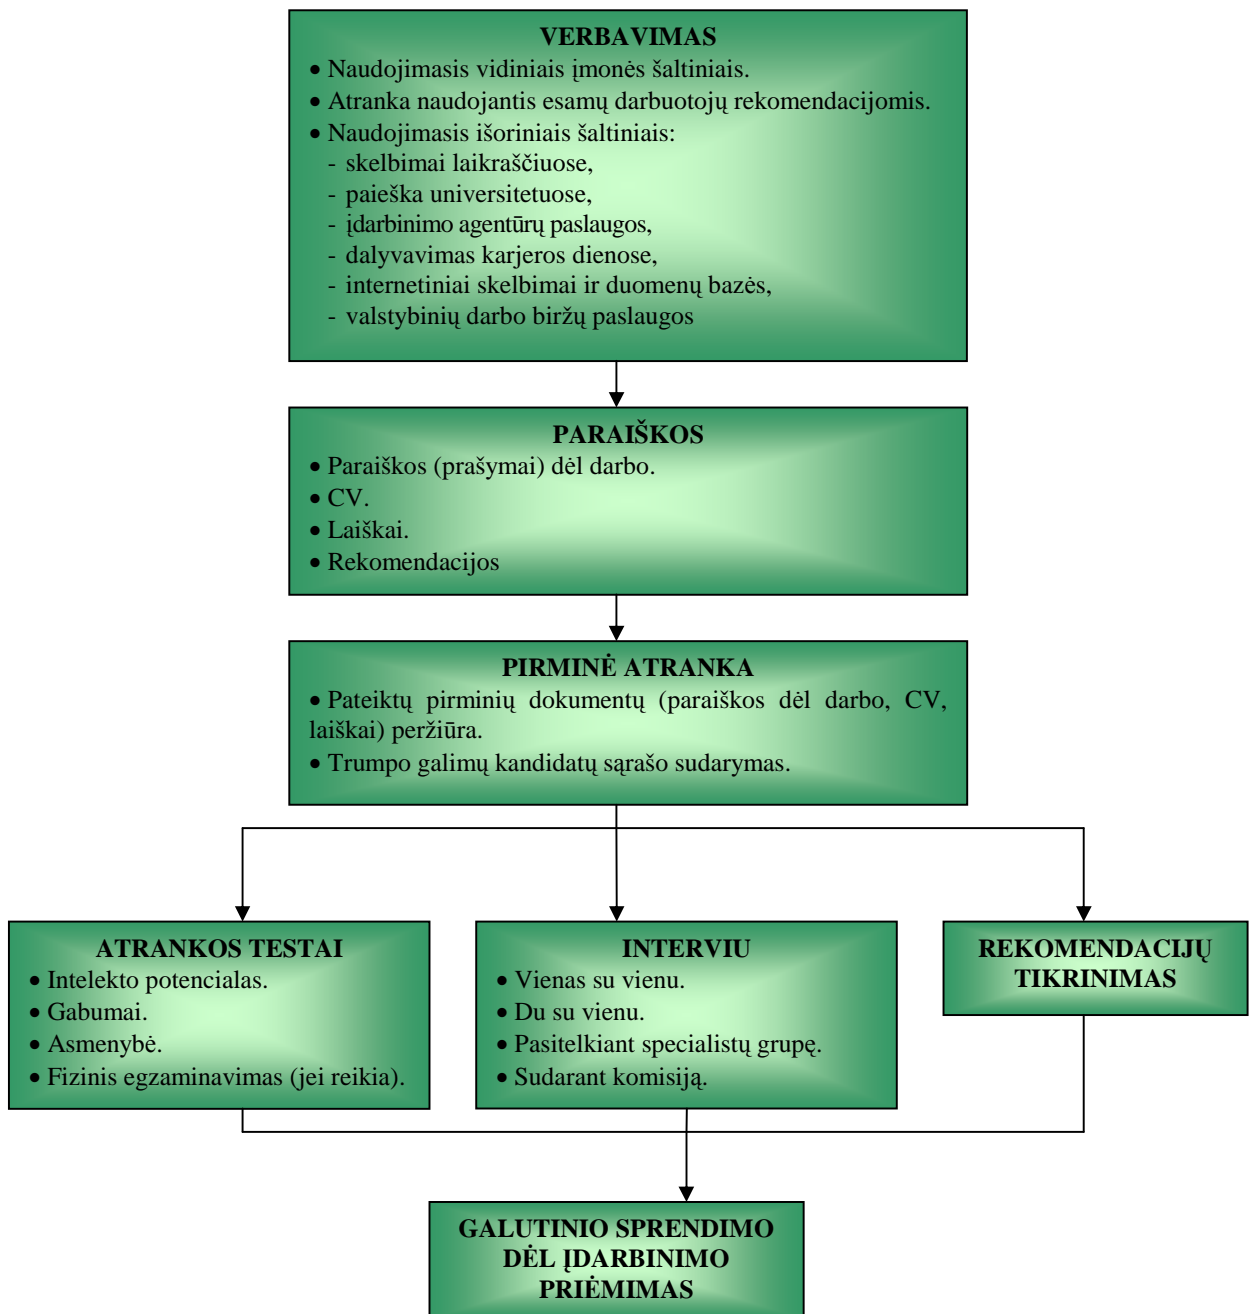 VERBAVIMAS
• Naudojimasis vidiniais įmonės šaltiniais.
• Atranka naudojantis esamų darbuotojų rekomendacijomis.
• Naudojimasis išoriniais šaltiniais:
- skelbimai laikraščiuose,
- paieška universitetuose,
- įdarbinimo agentūrų paslaugos,
- dalyvavimas karjeros dienose,
- internetiniai skelbimai ir duomenų bazės,
- valstybinių darbo biržų paslaugos
PARAIŠKOS
• Paraiškos (prašymai) dėl darbo.
• CV.
• Laiškai.
• Rekomendacijos
PIRMINĖ ATRANKA
• Pateiktų pirminių dokumentų (paraiškos dėl darbo, CV,
laiškai) peržiūra.
• Trumpo galimų kandidatų sąrašo sudarymas.
ATRANKOS TESTAI
• Intelekto potencialas.
• Gabumai.
• Asmenybė.
• Fizinis egzaminavimas (jei reikia).
INTERVIU
• Vienas su vienu.
• Du su vienu.
• Pasitelkiant specialistų grupę.
• Sudarant komisiją.
REKOMENDACIJŲ
TIKRINIMAS
GALUTINIO SPRENDIMO
DĖL ĮDARBINIMO
PRIĖMIMAS